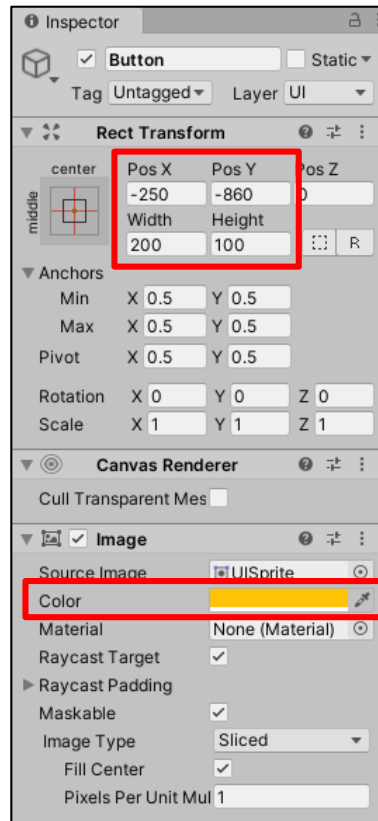 Inspector
Button Static
Tag Untagged Layer UI
Rect Transform
center Pos X Pos Y Pos Z
middle -250 -860 0
Width Height
200 100 R
Anchors
Min X 0.5 Y 0.5
Max X 0.5 Y 0.5
Pivot X 0.5 Y 0.5
Rotation X 0 Y 0 Z 0
Scale X 1 Y 1 Z 1
Canvas Renderer
Cull Transparent Mes
Image
Source Image UISprite
Color
Material None (Material)
Raycast Target
Raycast Padding
Maskable
Image Type Sliced
Fill Center
Pixels Per Unit Mul 1